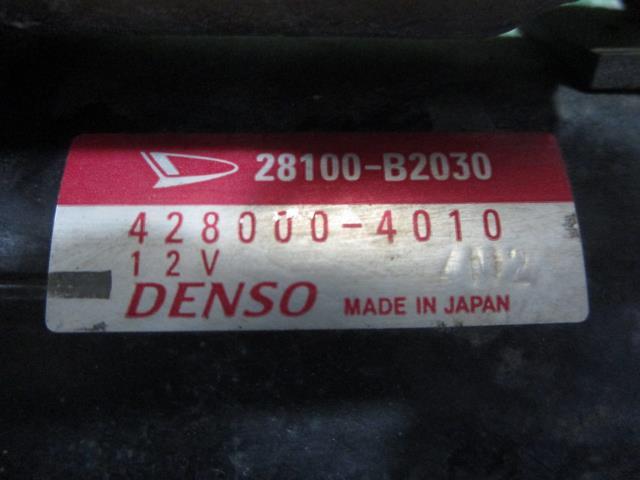 28100-B2030
428000-4010
12V
DENSO MADE IN JAPAN